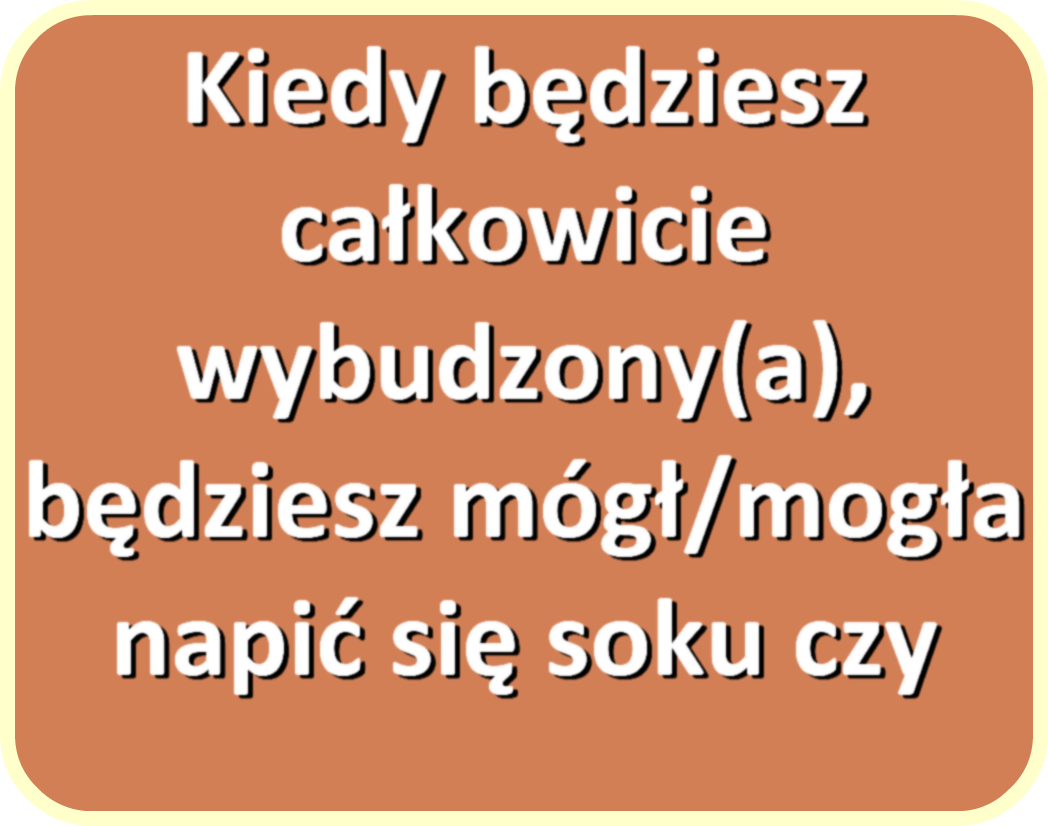 Kiedy będziesz
całkowicie
wybudzony(a),
będziesz mógł/mogła
napić się soku czy